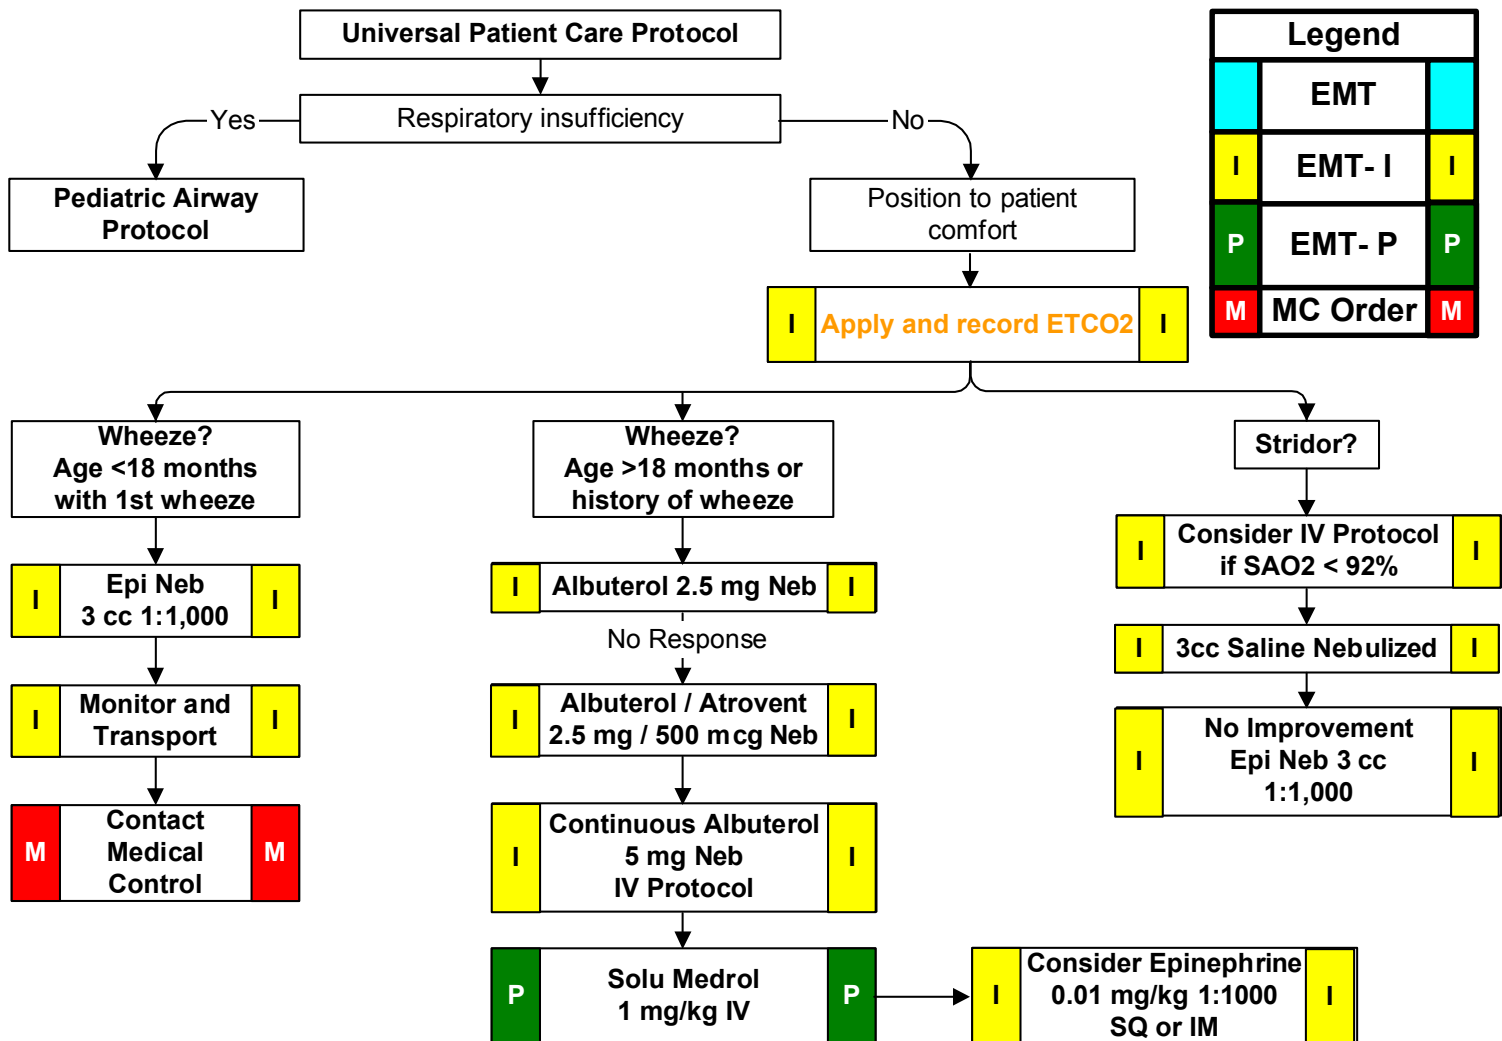 Universal Patient Care Protocol
Respiratory insufficiency
Yes
No
Pediatric Airway
Protocol
Position to patient
comfort
I
Apply and record ETCO2
I
Legend
EMT
I
EMT- I
I
P
EMT- P
P
M
MC Order
M
Wheeze?
Age <18 months
with 1st wheeze
I
Epi Neb
3 cc 1:1,000
I
I
Monitor and
Transport
I
M
Contact
Medical
Control
M
Wheeze?
Age >18 months or
history of wheeze
I
Albuterol 2.5 mg Neb
I
No Response
I
Albuterol / Atrovent
2.5 mg / 500 mcg Neb
I
I
Continuous Albuterol
5 mg Neb
IV Protocol
I
P
Solu Medrol
1 mg/kg IV
P
I
Consider Epinephrine
0.01 mg/kg 1:1000
SQ or IM
I
Stridor?
I
Consider IV Protocol
if SAO2 < 92%
I
I
3cc Saline Nebulized
I
I
No Improvement
Epi Neb 3 cc
1:1,000
I